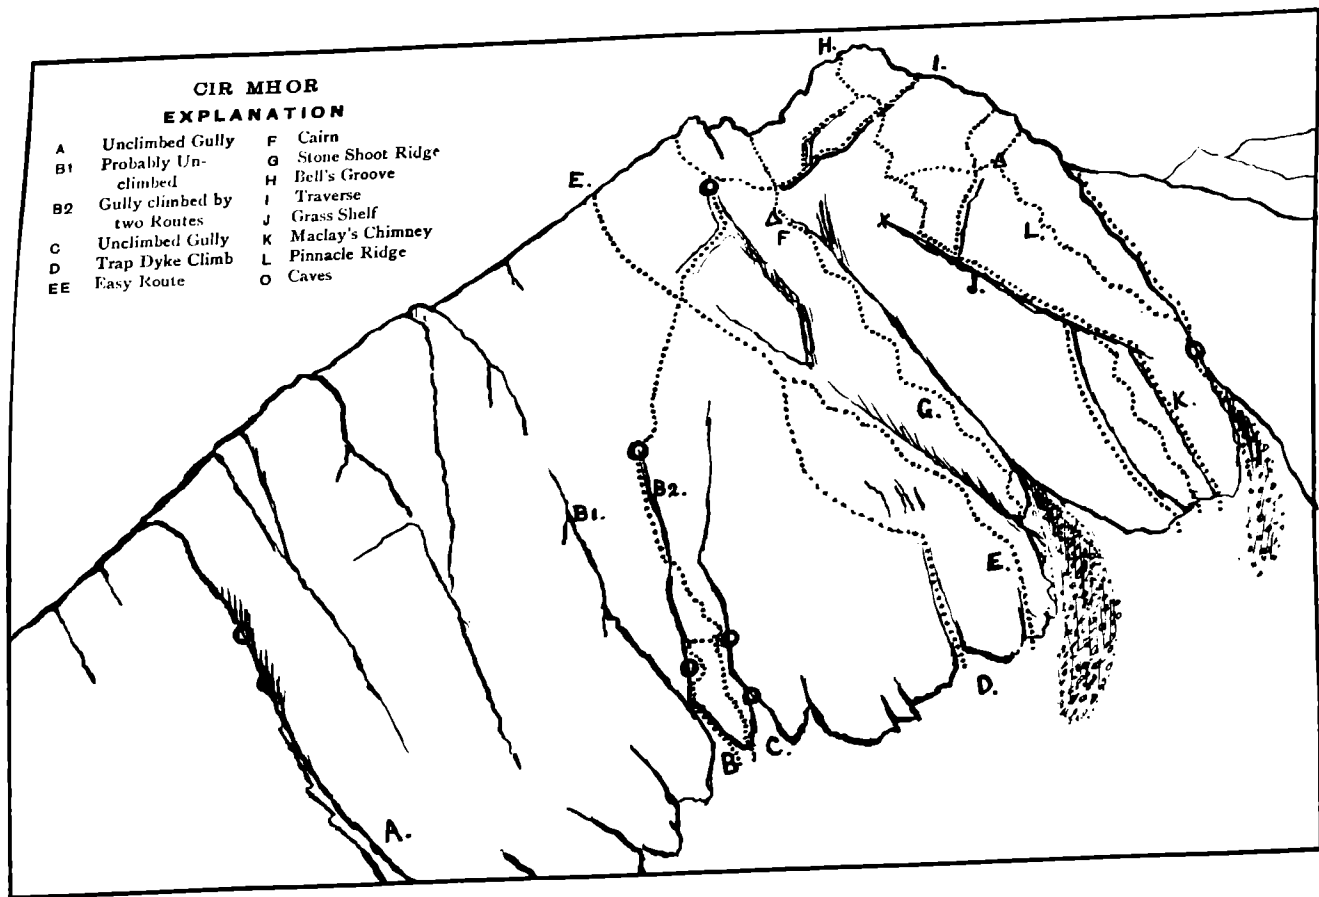 CIR MHOR
EXPLANATION
A Unclimbed Gully
B1 Probably Un-
climbed
B2 Gully climbed by
two Routes
C Unclimbed Gully
D Trap Dyke Climb
EE Easy Route
F Cairn
G Stone Shoot Ridge
H Bell's Groove
I Traverse
J Grass Shelf
K Maclay's Chimney
L Pinnacle Ridge
O Caves
H.
I.
E.
F
X
L.
J.
G.
K.
B2.
B1.
E.
D.
C.
B.
A.